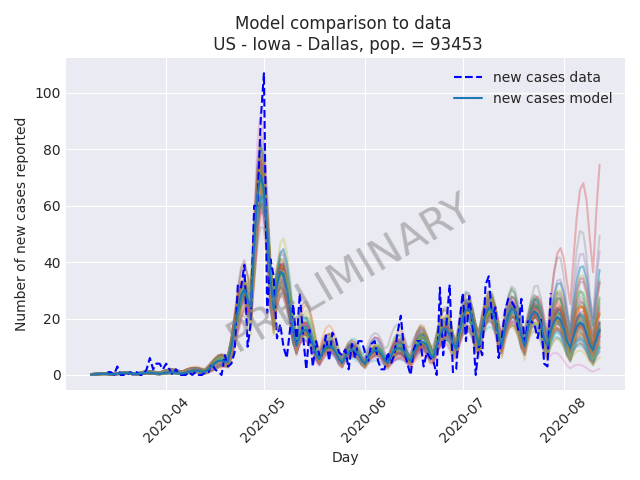 Model comparison to data
US - Iowa - Dallas, pop. = 93453
new cases data
new cases model
PRELIMINARY
Number of new cases reported
100
80
60
40
20
0
2020-04
2020-05
2020-06
2020-07
2020-08
Day